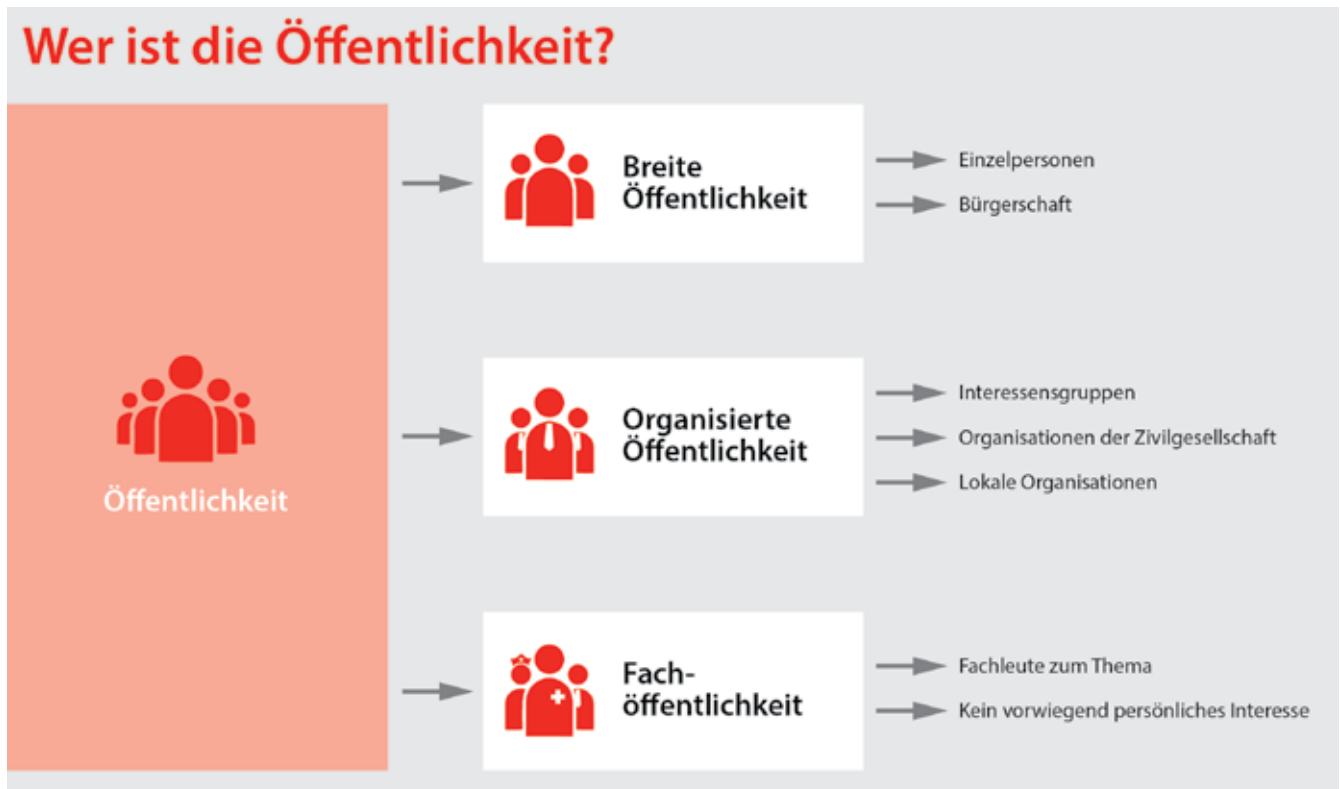 Wer ist die Öffentlichkeit?
Öffentlichkeit
Breite
Öffentlichkeit
Einzelpersonen
Bürgerschaft
Organisierte
Öffentlichkeit
Interessensgruppen
Organisationen der Zivilgesellschaft
Lokale Organisationen
Fach-
öffentlichkeit
Fachleute zum Thema
Kein vorwiegend persönliches Interesse